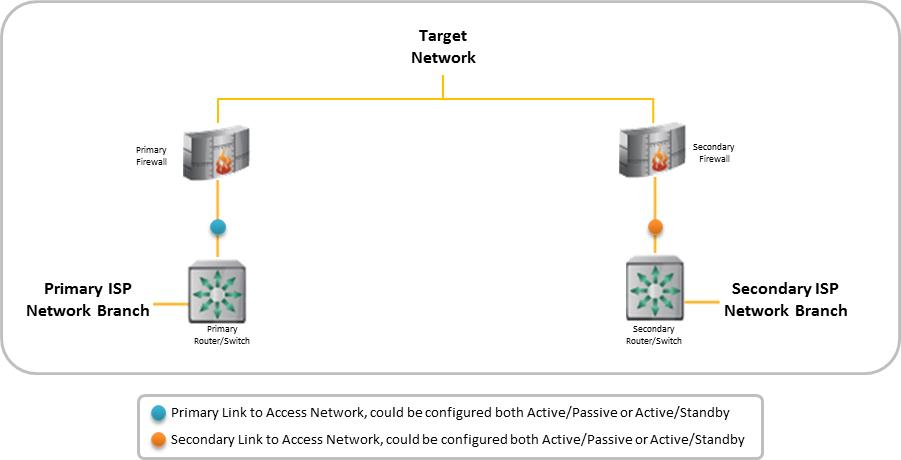 Target
Network
Primary
Firewall
Secondary
Firewall
Primary ISP
Network Branch
Primary
Router/Switch
Secondary
Router/Switch
Secondary ISP
Network Branch
Primary Link to Access Network, could be configured both Active/Passive or Active/Standby
Secondary Link to Access Network, could be configured both Active/Passive or Active/Standby